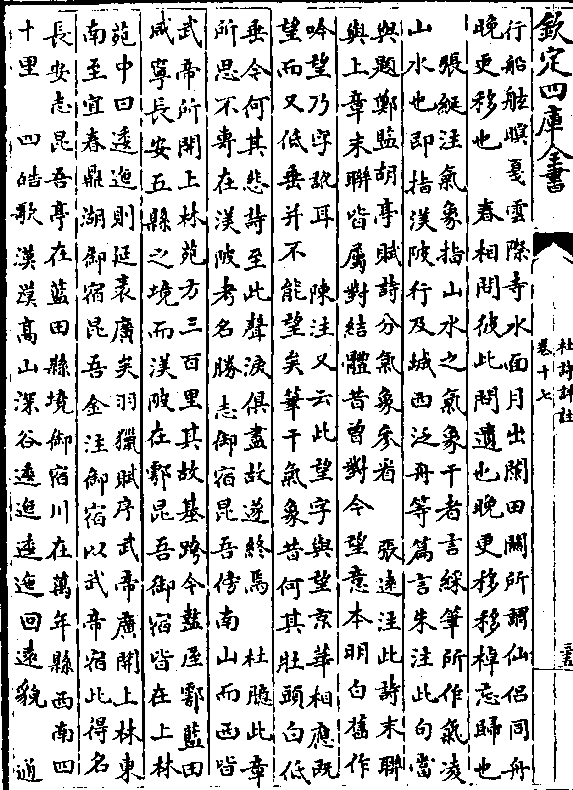 欽定四庫全書
杜詩詳註
卷十七
行船舷暝戛雲際寺水面月出闌田關所謂仙侣同舟
晚更移也　春相問彼此問遺也晚更移移棹忘歸也
張綖注氣象指山水之氣象干者言綵筆所作氣凌
山水也即指渼陂行及城西泛舟等篇言朱注此句當
與題鄭監胡亭賦詩分氣象參看　張遠注此詩末聯
與上章末聯皆屬對結體昔曾對今望意本明白舊作
吟望乃字訛耳　陳注又云此望字與望京華相應既
望而又低垂并不能望矣筆干氣象昔何其壯頭白低
垂今何其悲詩至此聲淚俱盡故遂終焉　杜臆此章
所思不專在渼陂考名勝志御宿昆吾傍南山而西皆
武帝所開上林苑方三百里其故基跨今盩厔鄠藍田
咸寧長安五縣之境而渼陂在鄠昆吾御宿皆在上林
苑中曰逶迤則延袤廣矣羽獵賦序武帝廣開上林東
南至宜春鼎湖御宿昆吾金注御宿以武帝宿此得名
長安志昆吾亭在藍田縣境御宿川在萬年縣西南四
十里　四皓歌漠漠高山深谷逶迤逶迤回遠貌　道